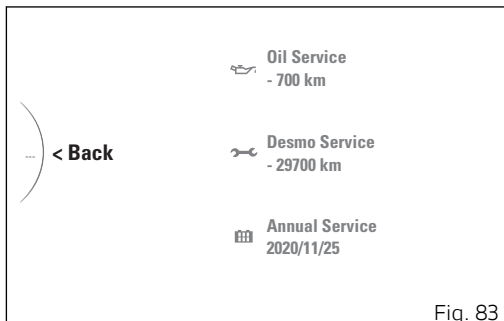 Oil Service
- 700 km
---
< Back
Desmo Service
- 29700 km
Annual Service
2020/11/25
Fig. 83